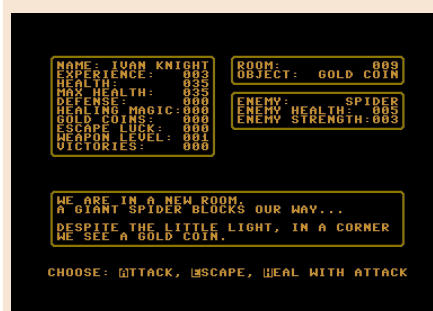 NAME: IVAN KNIGHT
EXPERIENCE: 003
HEALTH: 035
MAX HEALTH: 035
DEFENSE: 000
HEALING MAGIC:000
GOLD COINS: 000
ESCAPE LUCK: 000
WEAPON LEVEL: 001
VICTORIES: 000
ROOM: 009
OBJECT: GOLD COIN
ENEMY: SPIDER
ENEMY HEALTH: 005
ENEMY STRENGTH:003
WE ARE IN A NEW ROOM.
A GIANT SPIDER BLOCKS OUR WAY...
DESPITE THE LITTLE LIGHT, IN A CORNER
WE SEE A GOLD COIN.
CHOOSE: ATTACK, ESCAPE, HEAL WITH ATTACK